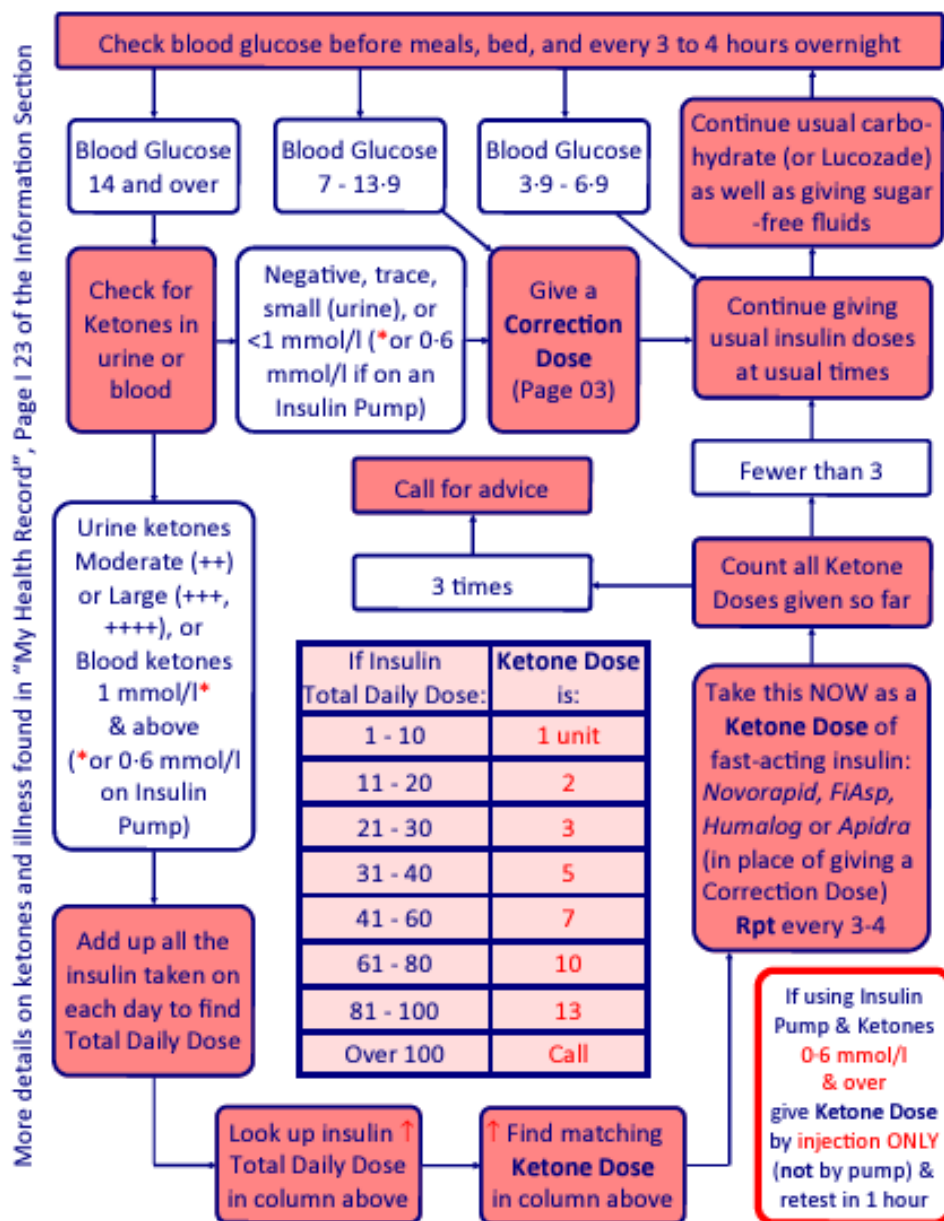 More details on ketones and illness found in "My Health Record", Page I 23 of the Information Section
Check blood glucose before meals, bed, and every 3 to 4 hours overnight
Blood Glucose
14 and over
Blood Glucose
7 - 13·9
Blood Glucose
3·9 - 6·9
Continue usual carbo-
hydrate (or Lucozade)
as well as giving sugar
-free fluids
Check for
Ketones in
urine or
blood
Negative, trace,
small (urine), or
<1 mmol/l (*or 0·6
mmol/l if on an
Insulin Pump)
Give a
Correction
Dose
(Page 03)
Continue giving
usual insulin doses
at usual times
Fewer than 3
Call for advice
3 times
Count all Ketone
Doses given so far
Urine ketones
Moderate (++)
or Large (+++,
++++), or
Blood ketones
1 mmol/l*
& above
(*or 0·6 mmol/l
on Insulin
Pump)
If Insulin
Total Daily Dose:
Ketone Dose
is:
1 - 10 1 unit
11 - 20 2
21 - 30 3
31 - 40 5
41 - 60 7
61 - 80 10
81 - 100 13
Over 100 Call
Take this NOW as a
Ketone Dose of
fast-acting insulin:
Novorapid, FiAsp,
Humalog or Apidra
(in place of giving a
Correction Dose)
Rpt every 3-4
Add up all the
insulin taken on
each day to find
Total Daily Dose
Look up insulin ↑
Total Daily Dose
in column above
↑ Find matching
Ketone Dose
in column above
If using Insulin
Pump & Ketones
0·6 mmol/l
& over
give Ketone Dose
by injection ONLY
(not by pump) &
retest in 1 hour